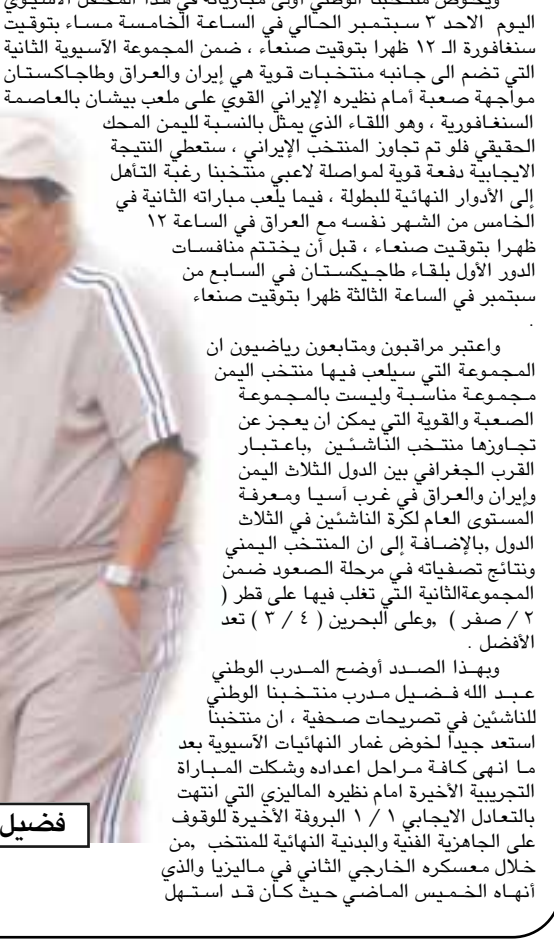 ويخوض منتخبنا الوطني أولى مبارياته في هذا المحفل الآسيوي
اليوم الاحد ٣ سبتمبر الحالي في الساعة الخامسة مساء بتوقيت
سنغافورة الـ ١٢ ظهرا بتوقيت صنعاء ، ضمن المجموعة الآسيوية الثانية
التي تضم الى جانبه منتخبات قوية هي إيران والعراق وطاجاكستان
مواجهة صعبة أمام نظيره الإيراني القوي على ملعب بيشان بالعاصمة
السنغافورية ، وهو اللقاء الذي يمثل بالنسبة لليمن المحك
الحقيقي فلو تم تجاوز المنتخب الإيراني ، ستعطي النتيجة
الايجابية دفعة قوية لمواصلة لاعبي منتخبنا رغبة التأهل
إلى الأدوار النهائية للبطولة ، فيما يلعب مباراته الثانية في
الخامس من الشهر نفسه مع العراق في الساعة ١٢
ظهرا بتوقيت صنعاء ، قبل أن يختتم منافسات
الدور الأول بلقاء طاجيكستان في السابع من
سبتمبر في الساعة الثالثة ظهرا بتوقيت صنعاء
.
واعتبر مراقبون ومتابعون رياضيون ان
المجموعة التي سيلعب فيها منتخب اليمن
مجموعة مناسبة وليست بالمجموعة
الصعبة والقوية التي يمكن ان يعجز عن
تجاوزها منتخب الناشئين ,باعتبار
القرب الجغرافي بين الدول الثلاث اليمن
وإيران والعراق في غرب آسيا ومعرفة
المستوى العام لكرة الناشئين في الثلاث
الدول ,بالإضافة إلى ان المنتخب اليمني
ونتائج تصفياته في مرحلة الصعود ضمن
المجموعةالثانية التي تغلب فيها على قطر (
٢ / صفر ) ,وعلى البحرين ( ٤ / ٣ ) تعد
الأفضل .
وبهذا الصدد أوضح المدرب الوطني
عبد الله فضيل مدرب منتخبنا الوطني
للناشئين في تصريحات صحفية ، ان منتخبنا
استعد جيداً لخوض غمار النهائيات الآسيوية بعد
ما انهى كافة مراحل اعداده وشكلت المباراة
التجريبية الأخيرة امام نظيره الماليزي التي انتهت
بالتعادل الايجابي ١ / ١ البروفة الأخيرة للوقوف
على الجاهزية الفنية والبدنية النهائية للمنتخب ,من
خلال معسكره الخارجي الثاني في ماليزيا والذي
أنهاه الخميس الماضي حيث كان قد استهل
فضيل